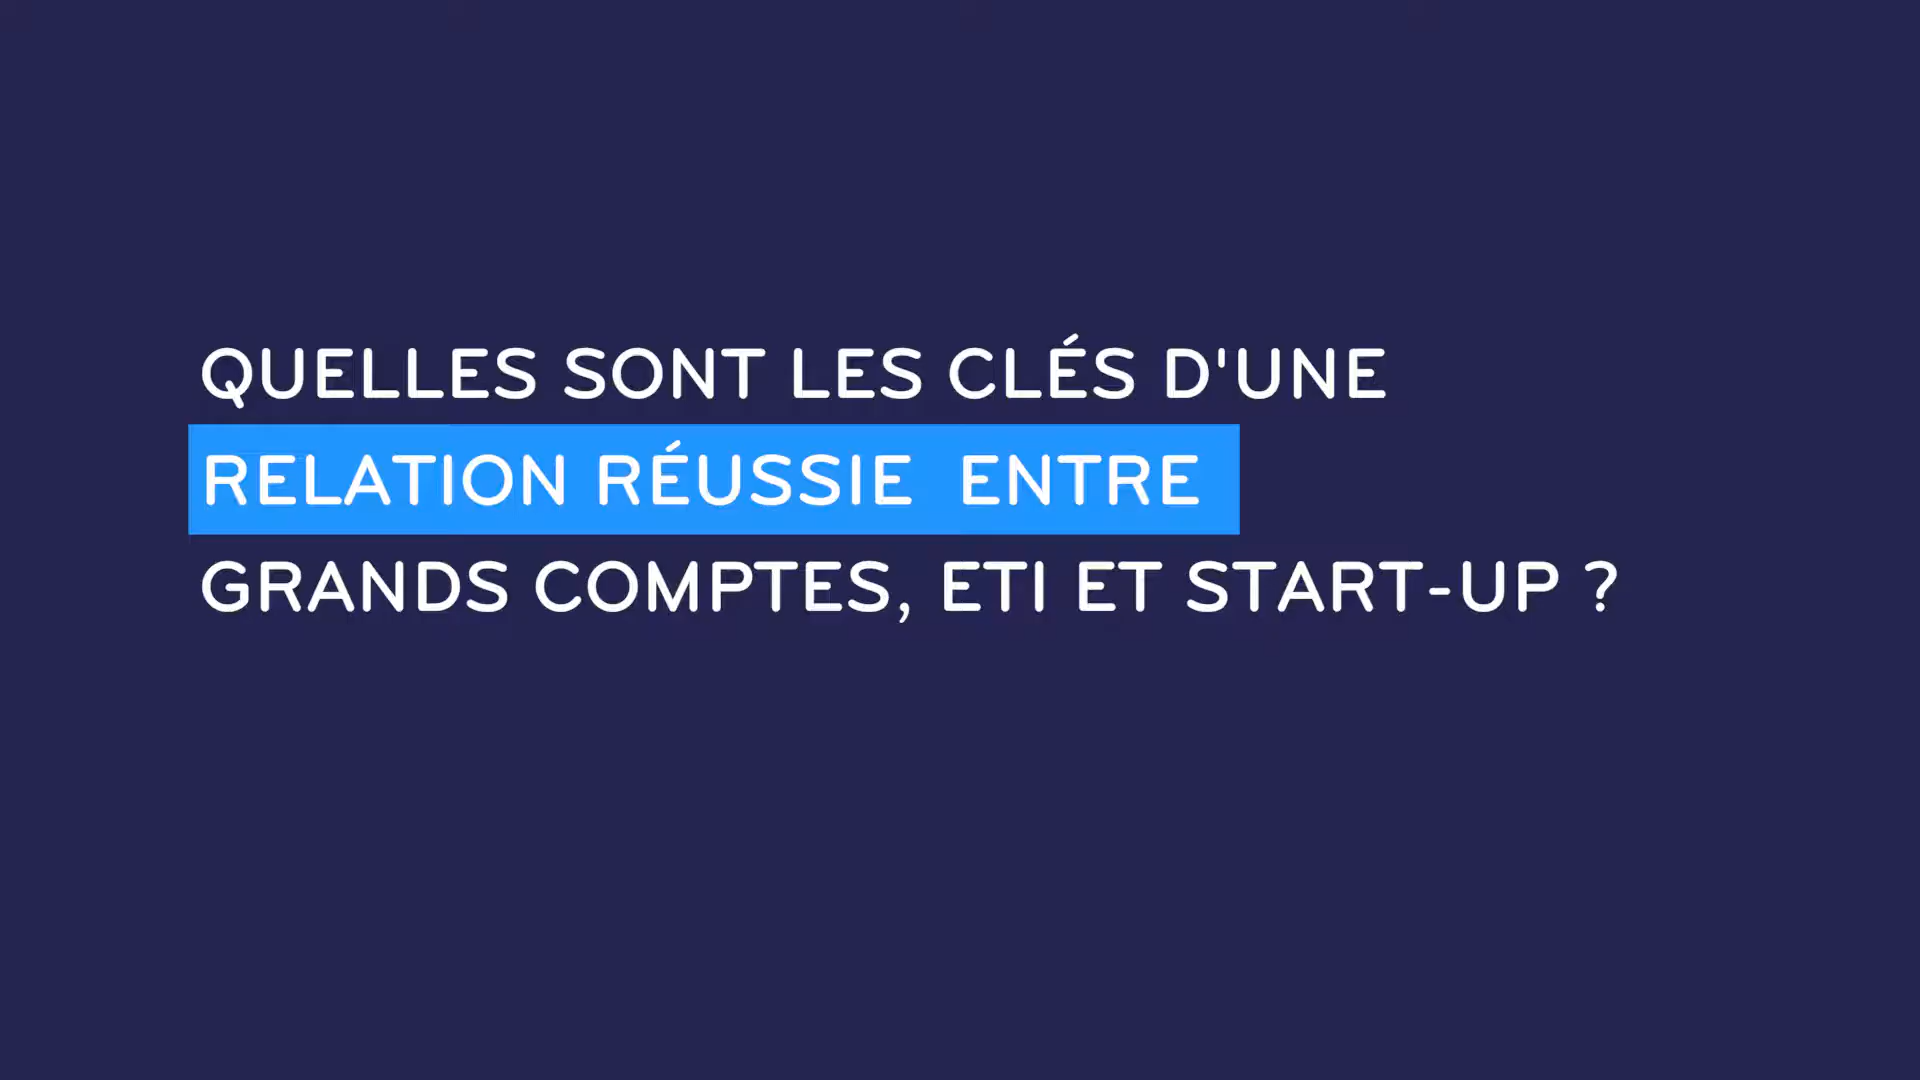 QUELLES SONT LES CLÉS D'UNE
RELATION RÉUSSIE  ENTRE
GRANDS COMPTES, ETI ET START-UP ?